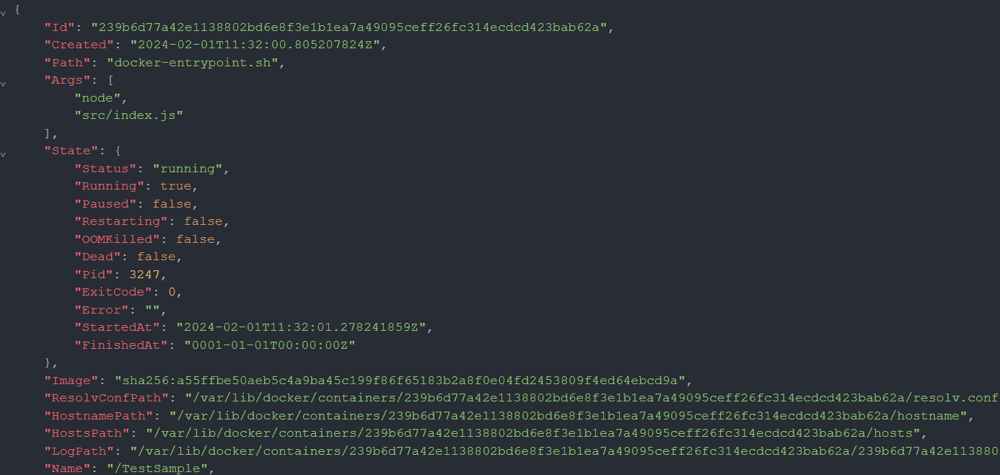 {
"Id": "239b6d77a42e1138802bd6e8f3e1b1ea7a49095ceff26fc314ecdcd423bab62a",
"Created": "2024-02-01T11:32:00.805207824Z",
"Path": "docker-entrypoint.sh",
"Args": [
"node",
"src/index.js"
],
"State": {
"Status": "running",
"Running": true,
"Paused": false,
"Restarting": false,
"OOMKilled": false,
"Dead": false,
"Pid": 3247,
"ExitCode": 0,
"Error": "",
"StartedAt": "2024-02-01T11:32:01.278241859Z",
"FinishedAt": "0001-01-01T00:00:00Z"
},
"Image": "sha256:a55ffbe50aeb5c4a9ba45c199f86f65183b2a8f0e04fd2453809f4ed64ebcd9a",
"ResolvConfPath": "/var/lib/docker/containers/239b6d77a42e1138802bd6e8f3e1b1ea7a49095ceff26fc314ecdcd423bab62a/resolv.conf
"HostnamePath": "/var/lib/docker/containers/239b6d77a42e1138802bd6e8f3e1b1ea7a49095ceff26fc314ecdcd423bab62a/hostname",
"HostsPath": "/var/lib/docker/containers/239b6d77a42e1138802bd6e8f3e1b1ea7a49095ceff26fc314ecdcd423bab62a/hosts",
"LogPath": "/var/lib/docker/containers/239b6d77a42e1138802bd6e8f3e1b1ea7a49095ceff26fc314ecdcd423bab62a/239b6d77a42e113880
"Name": "/TestSample",